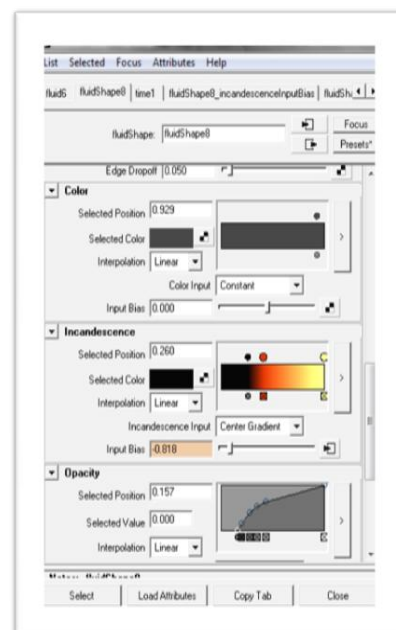 List Selected Focus Attributes Help
fluid6 fluidShape8 time1 fluidShape8_incandescenceInputBias fluidSh
fluidShape: fluidShape8
Focus
Presets*
Edge Dropoff 0.050
Color
Selected Position 0.929
Selected Color
Interpolation Linear
Color Input Constant
Input Bias 0.000
Incandescence
Selected Position 0.260
Selected Color
Interpolation Linear
Incandescence Input Center Gradient
Input Bias -0.818
Opacity
Selected Position 0.157
Selected Value 0.000
Interpolation Linear
Select Load Attributes Copy Tab Close